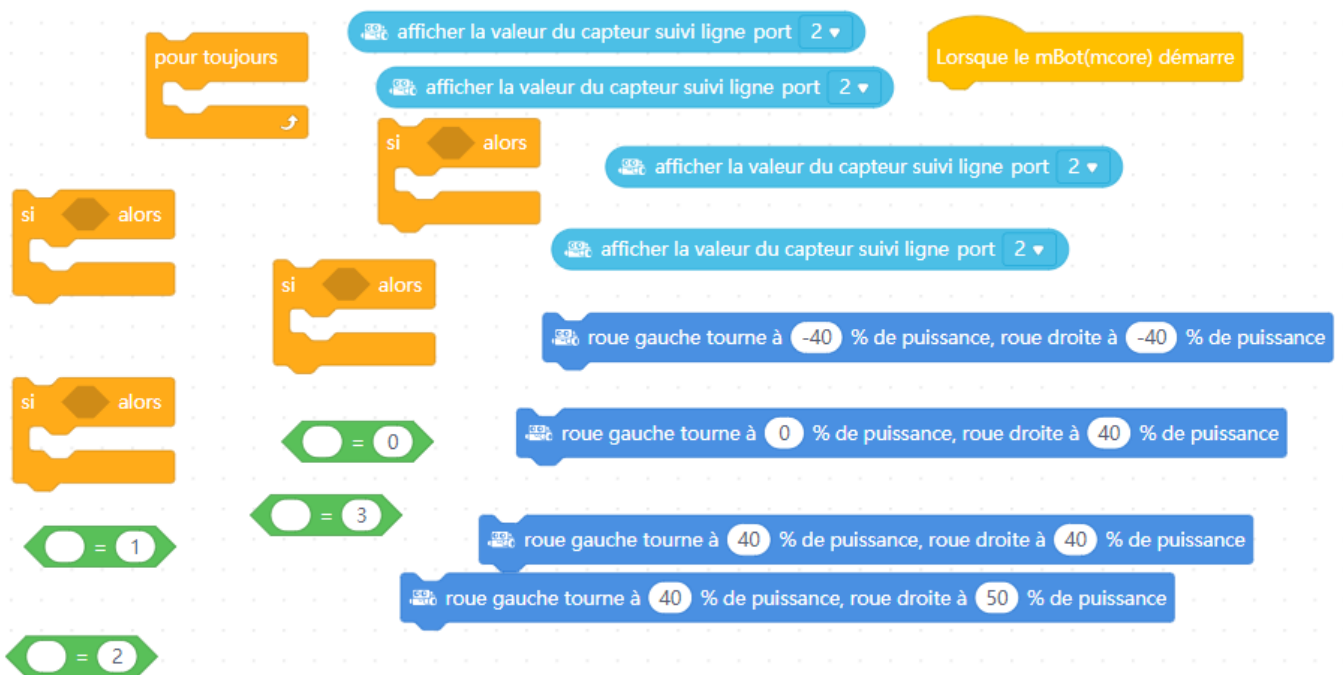 afficher la valeur du capteur suivi ligne port 2
pour toujours
Lorsque le mBot(mcore) démarre
afficher la valeur du capteur suivi ligne port 2
si alors
afficher la valeur du capteur suivi ligne port 2
si alors
afficher la valeur du capteur suivi ligne port 2
si alors
roue gauche tourne à -40 % de puissance, roue droite à -40 % de puissance
si alors
roue gauche tourne à 0 % de puissance, roue droite à 40 % de puissance
= 0
= 3
roue gauche tourne à 40 % de puissance, roue droite à 40 % de puissance
= 1
roue gauche tourne à 40 % de puissance, roue droite à 50 % de puissance
= 2